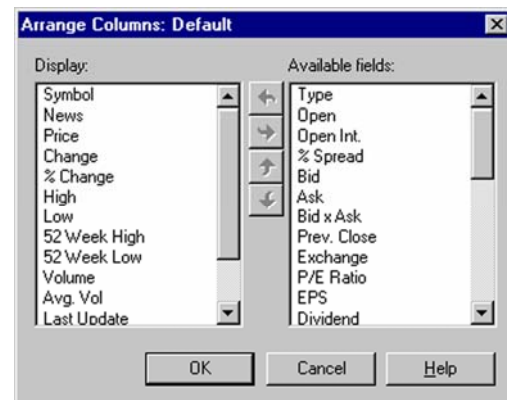 Arrange Columns: Default
Display:
Symbol
News
Price
Change
% Change
High
Low
52 Week High
52 Week Low
Volume
Avg. Vol
Last Update
Available fields:
Type
Open
Open Int.
% Spread
Bid
Ask
Bid x Ask
Prev. Close
Exchange
P/E Ratio
EPS
Dividend
OK
Cancel
Help